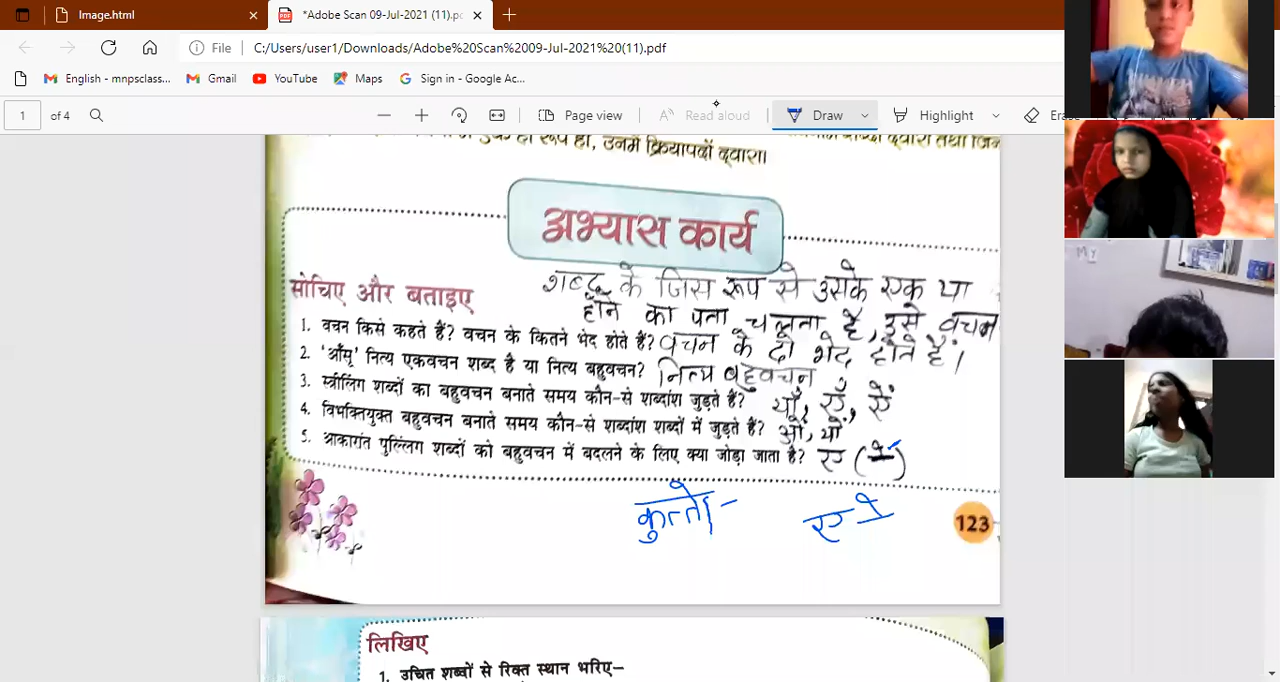 Image.html
*Adobe Scan 09-Jul-2021 (11).p
File C:/Users/user1/Downloads/Adobe%20Scan%2009-Jul-2021%20(11).pdf
English - mnpsclass... Gmail YouTube Maps Sign in - Google Ac...
1 of 4 Page view Read aloud Draw Highlight
रूप हो, उनमें क्रियापदों द्वारा।
अभ्यास कार्य
शब्द के जिस रूप से उसके एक या
सोचिए और बताइए
होने का पता चलता है, उसे वचन
1. वचन किसे कहते हैं? वचन के कितने भेद होते हैं? वचन के दो भेद होते हैं।
2. 'आँसू' नित्य एकवचन शब्द है या नित्य बहुवचन? नित्य बहुवचन
3. स्त्रीलिंग शब्दों का बहुवचन बनाते समय कौन-से शब्दांश जुड़ते हैं? याँ, एँ, ऐं
4. विभक्तियुक्त बहुवचन बनाते समय कौन-से शब्दांश शब्दों में जुड़ते हैं? ओं, यों
5. आकारांत पुल्लिंग शब्दों को बहुवचन में बदलने के लिए क्या जोड़ा जाता है? ए (े)
ए े
123
लिखिए
1. उचित शब्दों से रिक्त स्थान भरिए–